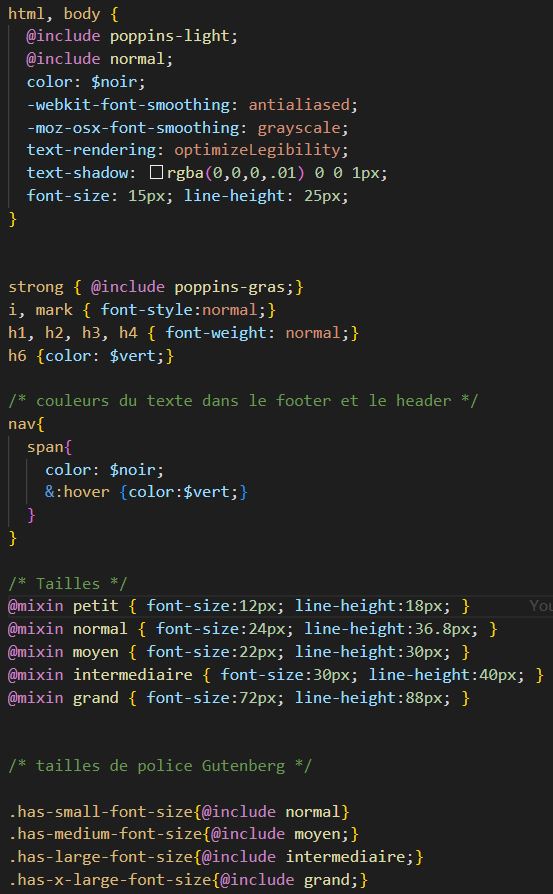 html, body {
@include poppins-light;
@include normal;
color: $noir;
-webkit-font-smoothing: antialiased;
-moz-osx-font-smoothing: grayscale;
text-rendering: optimizeLegibility;
text-shadow: rgba(0,0,0,.01) 0 0 1px;
font-size: 15px; line-height: 25px;
}
strong { @include poppins-gras;}
i, mark { font-style:normal;}
h1, h2, h3, h4 { font-weight: normal;}
h6 {color: $vert;}
/* couleurs du texte dans le footer et le header */
nav{
span{
color: $noir;
&:hover {color:$vert;}
}
}
/* Tailles */
@mixin petit { font-size:12px; line-height:18px; }
@mixin normal { font-size:24px; line-height:36.8px; }
@mixin moyen { font-size:22px; line-height:30px; }
@mixin intermediaire { font-size:30px; line-height:40px; }
@mixin grand { font-size:72px; line-height:88px; }
/* tailles de police Gutenberg */
.has-small-font-size{@include normal}
.has-medium-font-size{@include moyen;}
.has-large-font-size{@include intermediaire;}
.has-x-large-font-size{@include grand;}